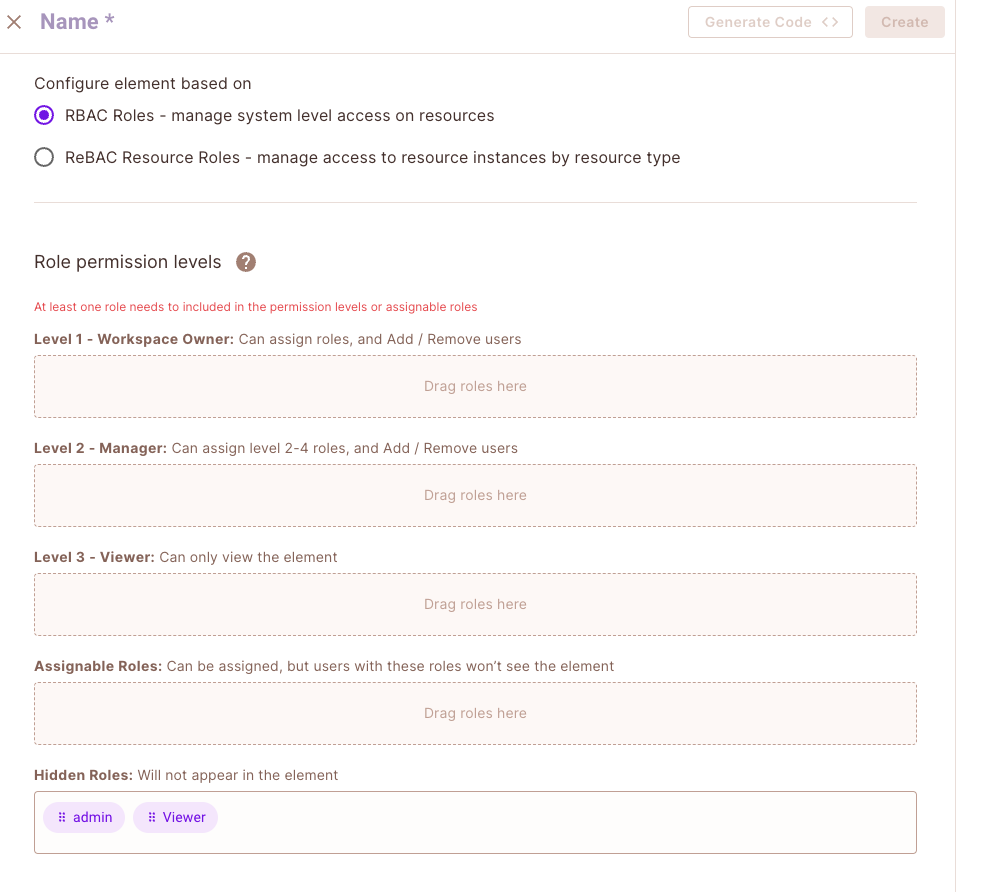 Name *
Generate Code <>
Create
Configure element based on
RBAC Roles - manage system level access on resources
ReBAC Resource Roles - manage access to resource instances by resource type
Role permission levels ?
At least one role needs to included in the permission levels or assignable roles
Level 1 - Workspace Owner: Can assign roles, and Add / Remove users
Drag roles here
Level 2 - Manager: Can assign level 2-4 roles, and Add / Remove users
Drag roles here
Level 3 - Viewer: Can only view the element
Drag roles here
Assignable Roles: Can be assigned, but users with these roles won’t see the element
Drag roles here
Hidden Roles: Will not appear in the element
admin
Viewer